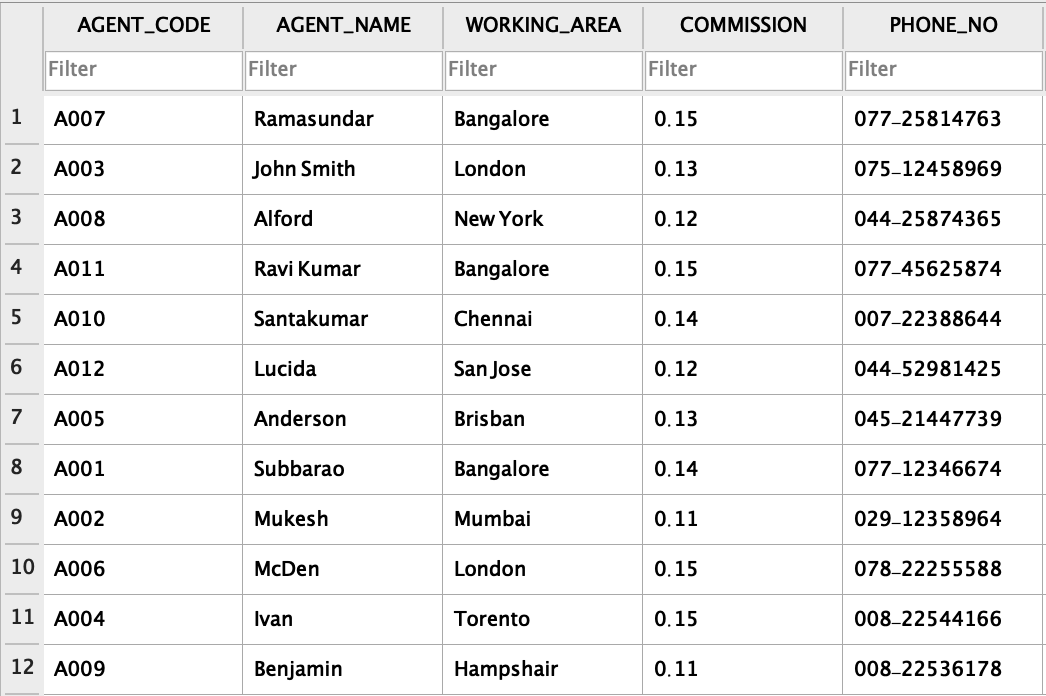 AGENT_CODE AGENT_NAME WORKING_AREA COMMISSION PHONE_NO
Filter Filter Filter Filter Filter
1 A007 Ramasundar Bangalore 0.15 077-25814763
2 A003 John Smith London 0.13 075-12458969
3 A008 Alford New York 0.12 044-25874365
4 A011 Ravi Kumar Bangalore 0.15 077-45625874
5 A010 Santakumar Chennai 0.14 007-22388644
6 A012 Lucida San Jose 0.12 044-52981425
7 A005 Anderson Brisban 0.13 045-21447739
8 A001 Subbarao Bangalore 0.14 077-12346674
9 A002 Mukesh Mumbai 0.11 029-12358964
10 A006 McDen London 0.15 078-22255588
11 A004 Ivan Torento 0.15 008-22544166
12 A009 Benjamin Hampshair 0.11 008-22536178